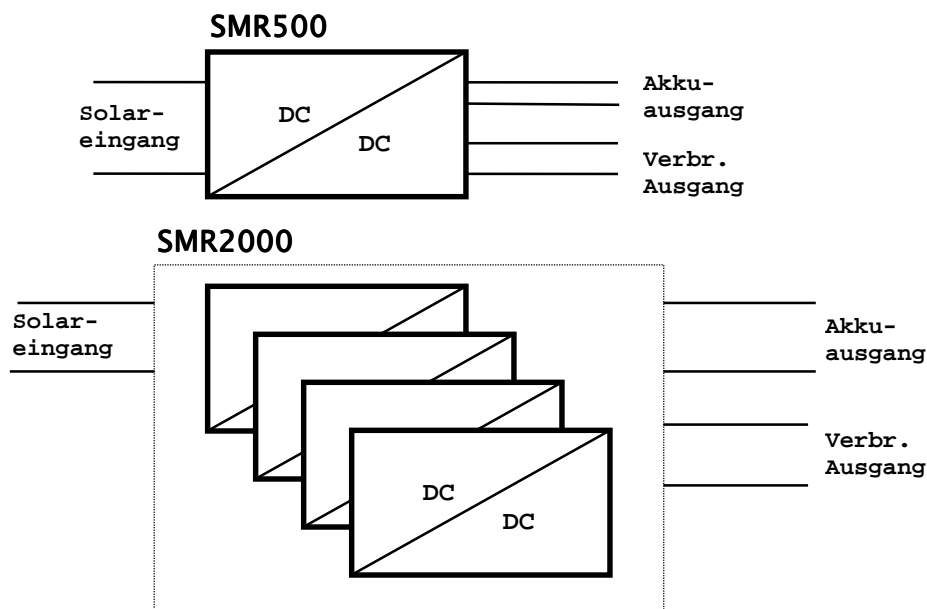 SMR500
Solar-
eingang
DC
DC
Akku-
ausgang
Verbr.
Ausgang
SMR2000
Solar-
eingang
DC
DC
Akku-
ausgang
Verbr.
Ausgang